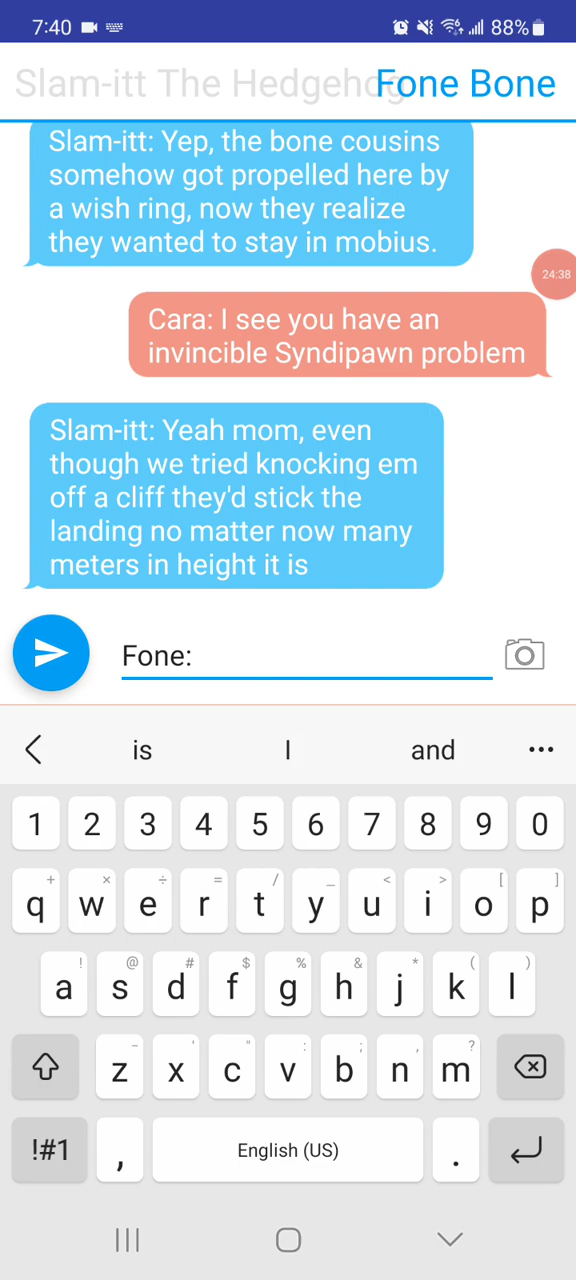 7:40 88%
Slam-itt The Hedgehog Fone Bone
Slam-itt: Yep, the bone cousins
somehow got propelled here by
a wish ring, now they realize
they wanted to stay in mobius.
24:38
Cara: I see you have an
invincible Syndipawn problem
Slam-itt: Yeah mom, even
though we tried knocking em
off a cliff they'd stick the
landing no matter now many
meters in height it is
Fone:
is I and
1 2 3 4 5 6 7 8 9 0
+ × ÷ = / _ < > [ ]
q w e r t y u i o p
! @ # $ % & * ( )
a s d f g h j k l
- ' " : ; , ?
z x c v b n m
!#1 , English (US) .